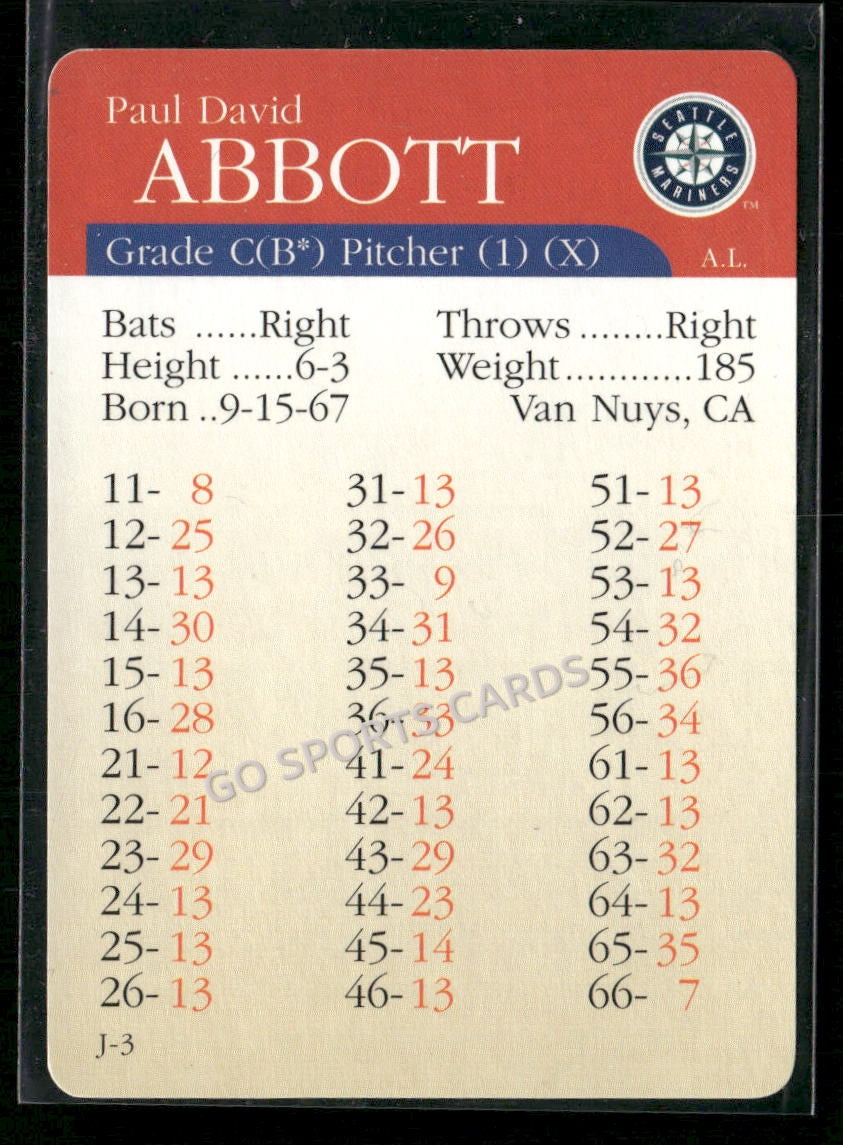 Paul David
ABBOTT
SEATTLE
MARINERS
TM
Grade C(B*) Pitcher (1) (X)
A.L.
Bats ......Right Throws ........Right
Height ......6-3 Weight............185
Born ..9-15-67 Van Nuys, CA
11- 8 31-13 51-13
12-25 32-26 52-27
13-13 33- 9 53-13
14-30 34-31 54-32
15-13 35-13 55-36
16-28 36-33 56-34
21-12 41-24 61-13
22-21 42-13 62-13
23-29 43-29 63-32
24-13 44-23 64-13
25-13 45-14 65-35
26-13 46-13 66- 7
J-3
GO SPORTS CARDS